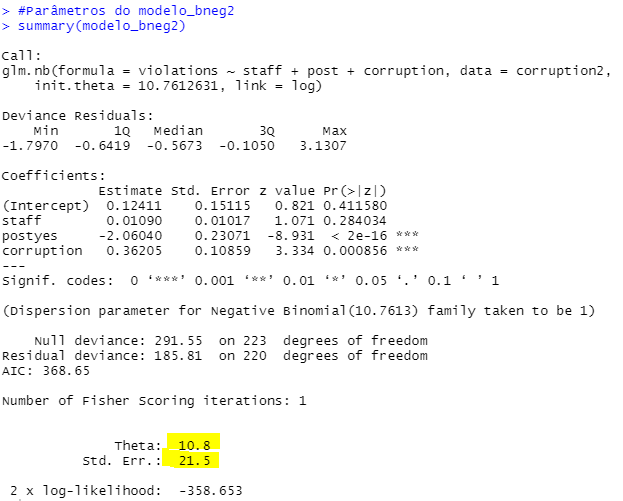 > #Parâmetros do modelo_bneg2
> summary(modelo_bneg2)
Call:
glm.nb(formula = violations ~ staff + post + corruption, data = corruption2,
    init.theta = 10.7612631, link = log)
Deviance Residuals:
    Min       1Q   Median       3Q      Max
-1.7970  -0.6419  -0.5673  -0.1050   3.1307
Coefficients:
            Estimate Std. Error z value Pr(>|z|)
(Intercept)  0.12411    0.15115   0.821 0.411580
staff        0.01090    0.01017   1.071 0.284034
postyes     -2.06040    0.23071  -8.931  < 2e-16 ***
corruption   0.36205    0.10859   3.334 0.000856 ***
---
Signif. codes:  0 ‘***’ 0.001 ‘**’ 0.01 ‘*’ 0.05 ‘.’ 0.1 ‘ ’ 1
(Dispersion parameter for Negative Binomial(10.7613) family taken to be 1)
    Null deviance: 291.55  on 223  degrees of freedom
Residual deviance: 185.81  on 220  degrees of freedom
AIC: 368.65
Number of Fisher Scoring iterations: 1
              Theta:  10.8
          Std. Err.:  21.5
 2 x log-likelihood:  -358.653